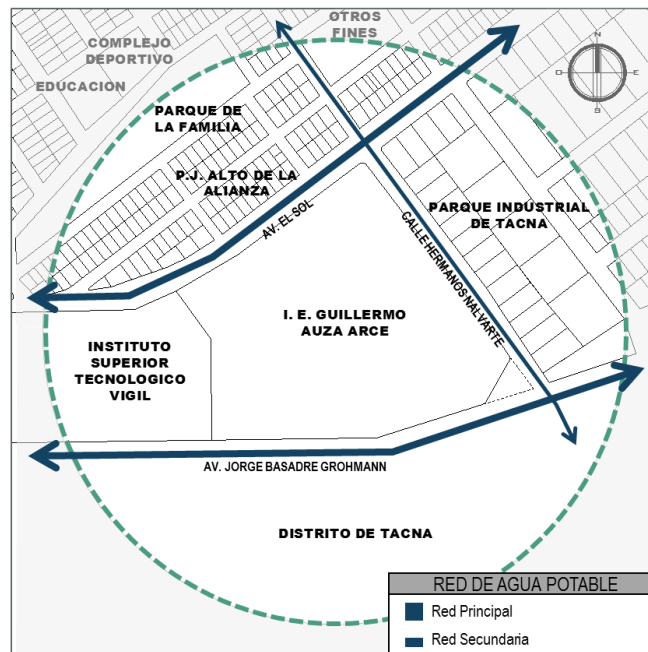 OTROS
FINES
COMPLEJO
DEPORTIVO
EDUCACION
N
O
E
S
PARQUE DE
LA FAMILIA
P.J. ALTO DE LA
ALIANZA
AV. EL SOL
CALLE HERMANOS NALVARTE
PARQUE INDUSTRIAL
DE TACNA
I. E. GUILLERMO
AUZA ARCE
INSTITUTO
SUPERIOR
TECNOLOGICO
VIGIL
AV. JORGE BASADRE GROHMANN
DISTRITO DE TACNA
RED DE AGUA POTABLE
Red Principal
Red Secundaria